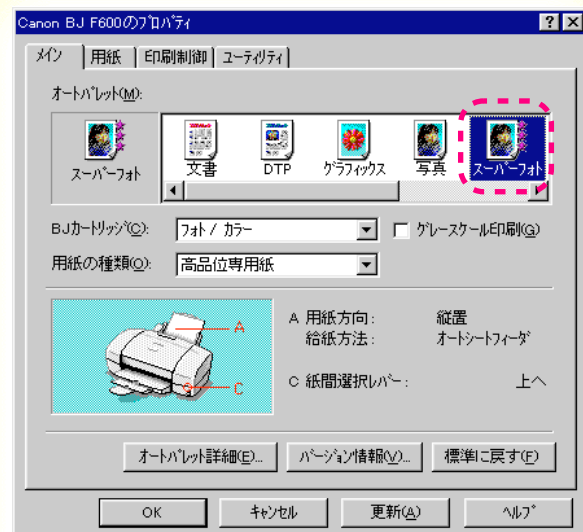 Canon BJ F600のﾌﾟﾛﾊﾟﾃｨ
ﾒｲﾝ 用紙 印刷制御 ﾕｰﾃｨﾘﾃｨ
ｵｰﾄﾊﾟﾚｯﾄ(M):
ｽｰﾊﾟｰﾌｫﾄ 文書 DTP ｸﾞﾗﾌｨｯｸｽ 写真 ｽｰﾊﾟｰﾌｫﾄ
BJｶｰﾄﾘｯｼﾞ(C): ﾌｫﾄ / ｶﾗｰ ｸﾞﾚｰｽｹｰﾙ印刷(G)
用紙の種類(O): 高品位専用紙
A
C
A 用紙方向: 縦置
給紙方法: ｵｰﾄｼｰﾄﾌｨｰﾀﾞ
C 紙間選択ﾚﾊﾞｰ: 上へ
ｵｰﾄﾊﾟﾚｯﾄ詳細(E)... ﾊﾞｰｼﾞｮﾝ情報(V)... 標準に戻す(F)
OK ｷｬﾝｾﾙ 更新(A) ﾍﾙﾌﾟ